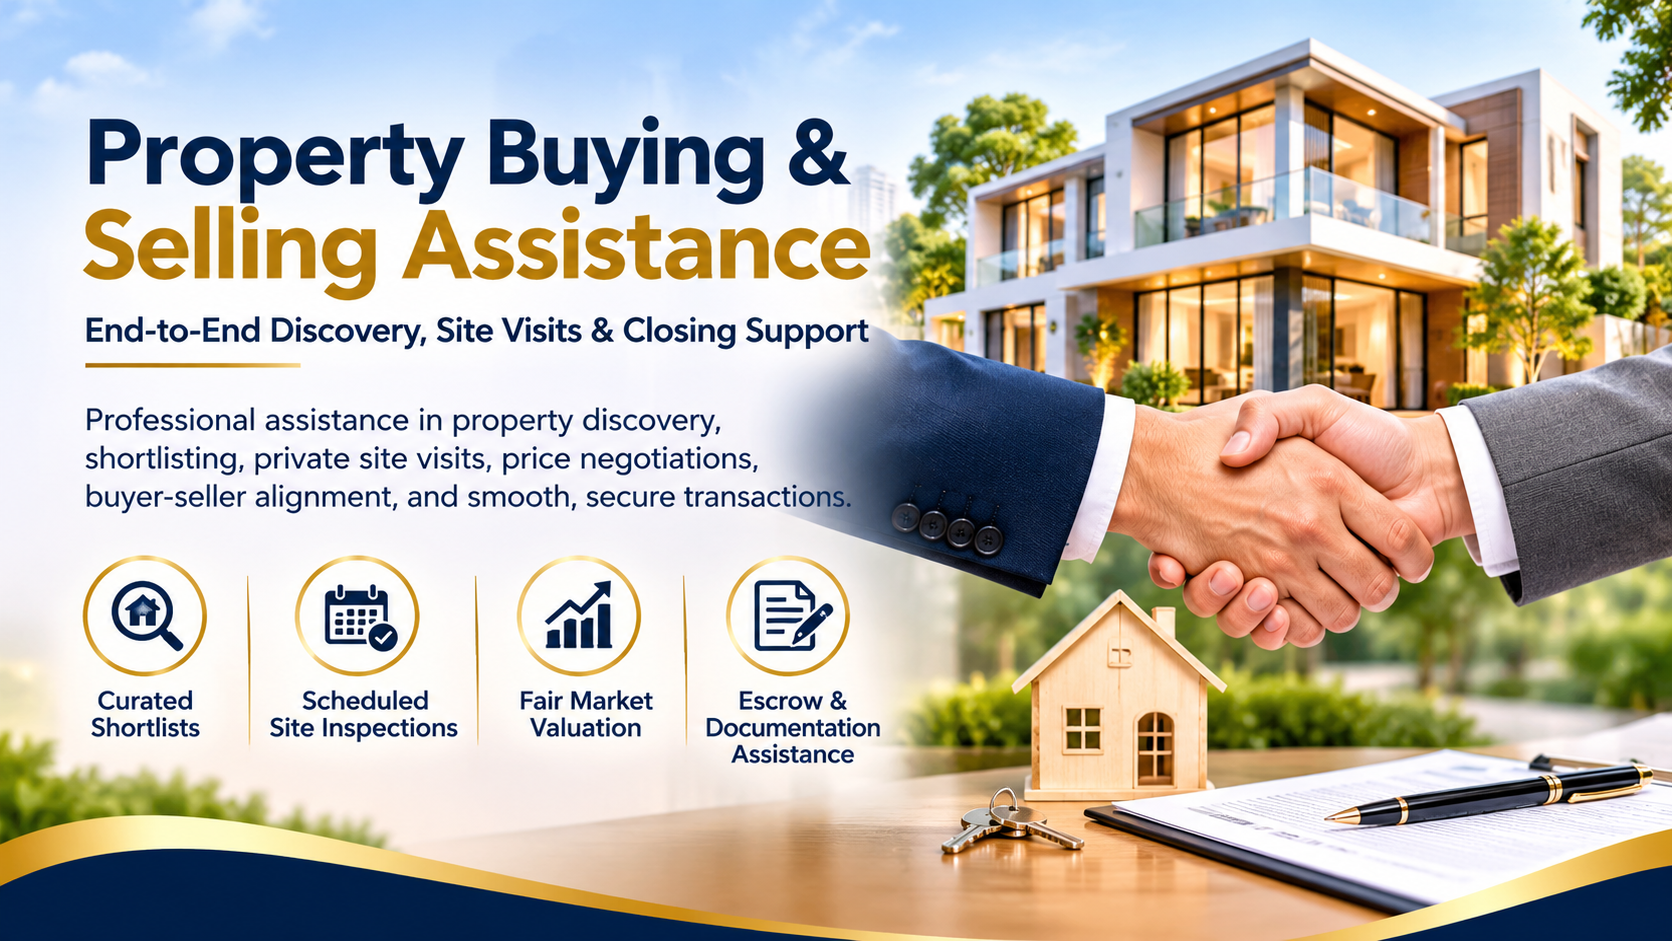 Property Buying &
Selling Assistance
End-to-End Discovery, Site Visits & Closing Support
Professional assistance in property discovery,
shortlisting, private site visits, price negotiations,
buyer-seller alignment, and smooth, secure transactions.
Curated
Shortlists
Scheduled
Site Inspections
Fair Market
Valuation
Escrow &
Documentation
Assistance